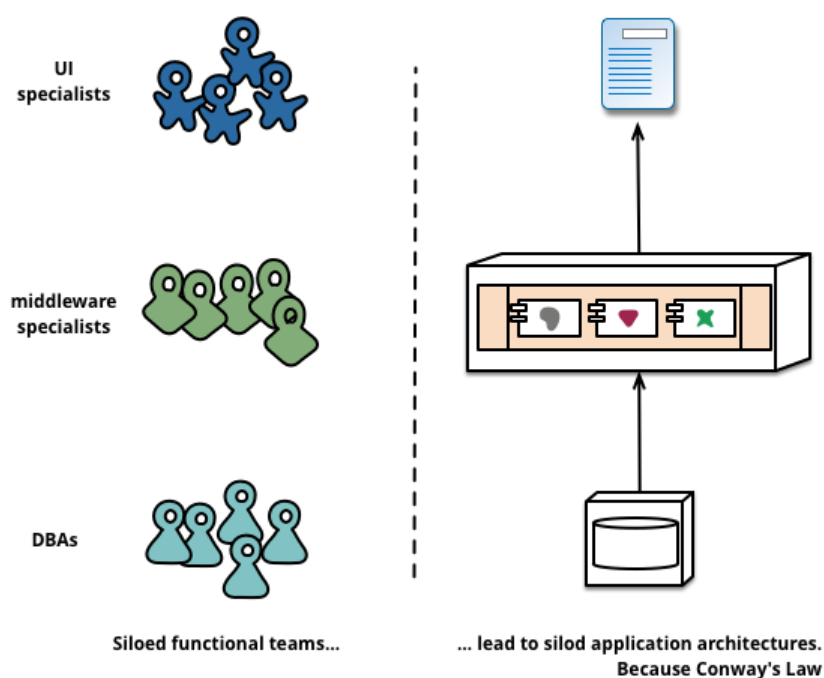 UI
specialists
middleware
specialists
DBAs
Siloed functional teams...
... lead to silod application architectures.
Because Conway's Law